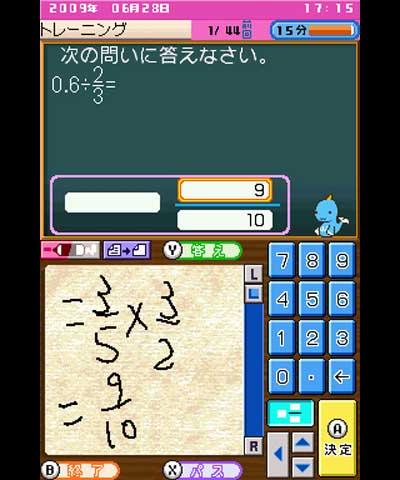 2009年 06月28日 17:15
トレーニング 1/44問 15分
次の問いに答えなさい。
0.6÷2/3=
9
10
DN Y 答え
L
=3/5×3/2
=9/10
R
7 8 9
4 5 6
1 2 3
0 . ←
A
決定
B 終了 X パス